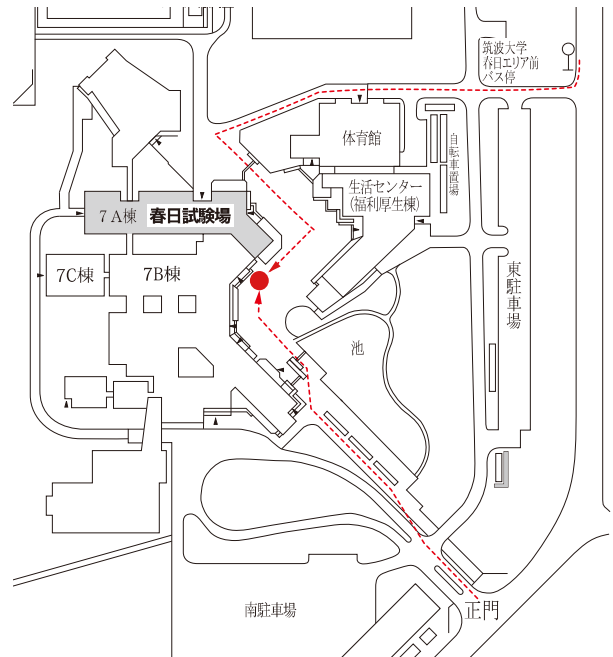 筑波大学
春日エリア前
バス停
体育館
自転車置場
生活センター
(福利厚生棟)
7A棟
春日試験場
7C棟
7B棟
東駐車場
池
南駐車場
正門